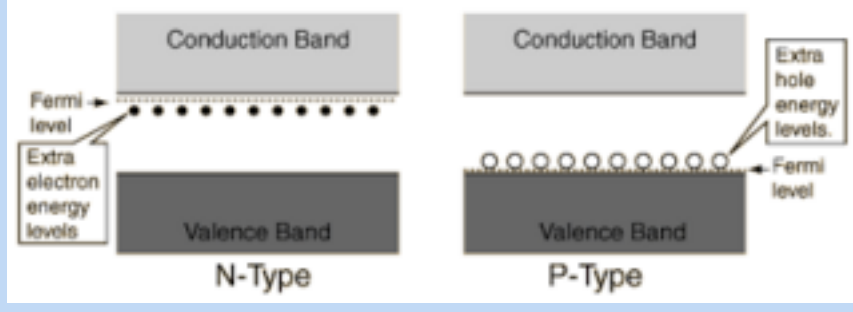 Conduction Band
Fermi
level
Extra
electron
energy
levels
Valence Band
N-Type
Conduction Band
Extra
hole
energy
levels.
Fermi
level
Valence Band
P-Type